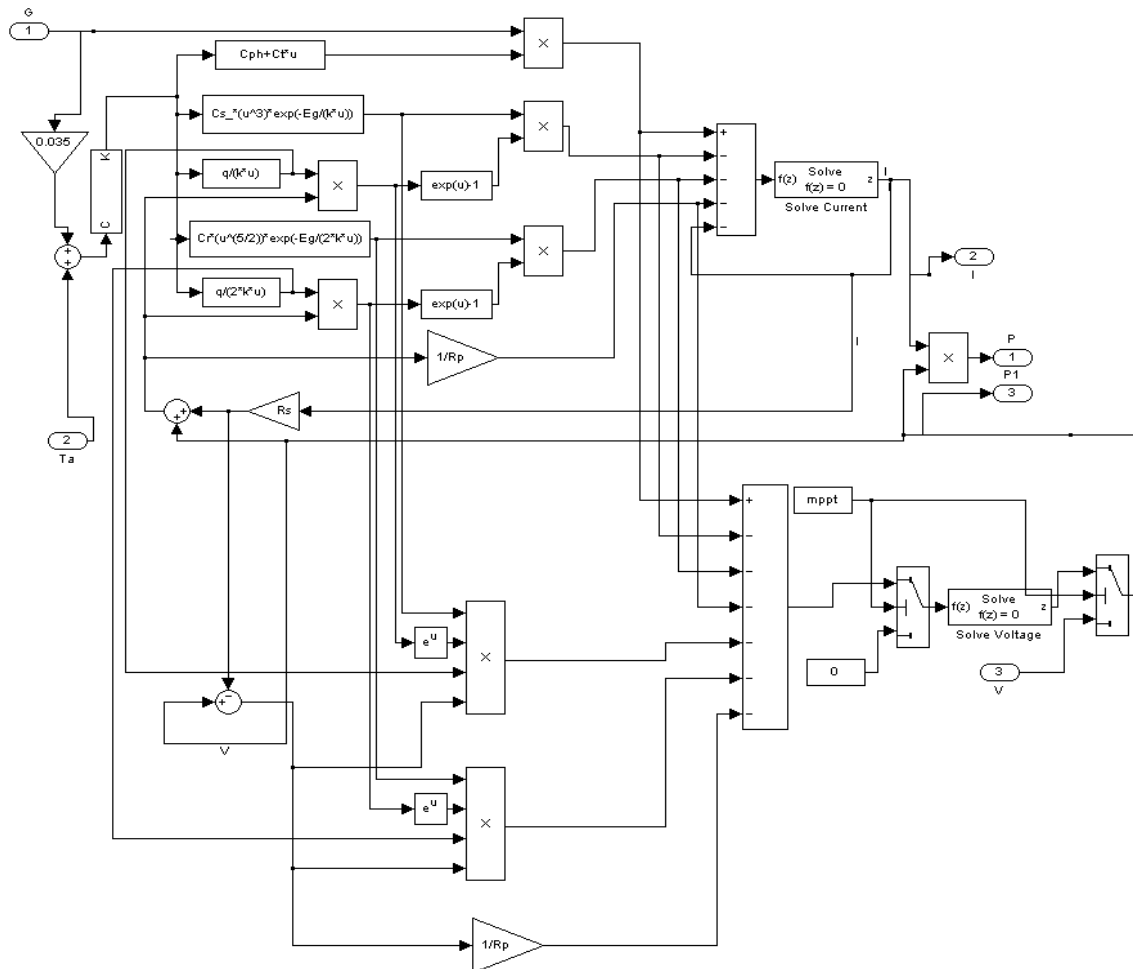 G
1
Cph+Ct*u
×
Cs_*(u^3)*exp(-Eg/(k*u))
×
0.035
K
C
+
−
−
−
−
q/(k*u)
×
exp(u)-1
f(z)
Solve
f(z) = 0
z
Solve Current
I
I
Cr*(u^(5/2))*exp(-Eg/(2*k*u))
×
+
+
2
I
q/(2*k*u)
×
exp(u)-1
1/Rp
I
×
P
1
P1
3
Rs
+
+
2
Ta
+
−
−
−
−
−
−
mppt
f(z)
Solve
f(z) = 0
z
Solve Voltage
eu
×
0
3
V
+
−
V
eu
×
1/Rp